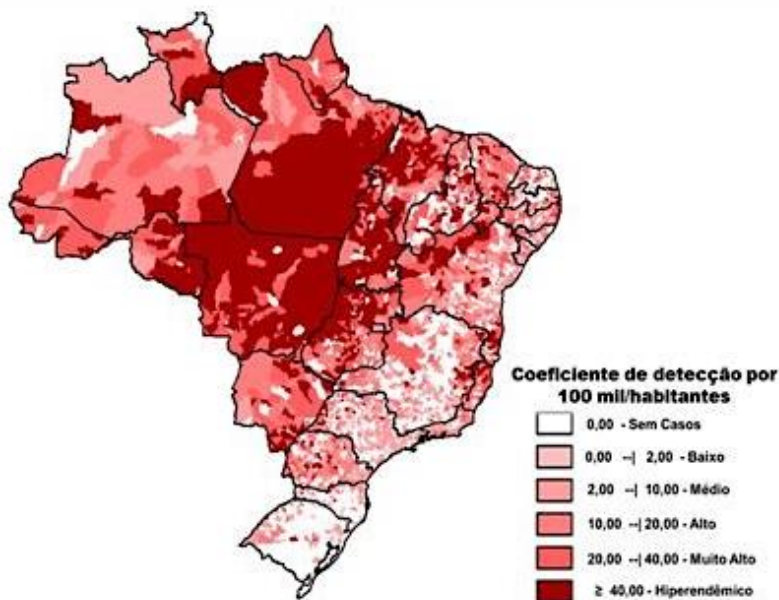 Coeficiente de detecção por
100 mil/habitantes
0,00 - Sem Casos
0,00 --| 2,00 - Baixo
2,00 --| 10,00 - Médio
10,00 --| 20,00 - Alto
20,00 --| 40,00 - Muito Alto
≥ 40,00 - Hiperendêmico